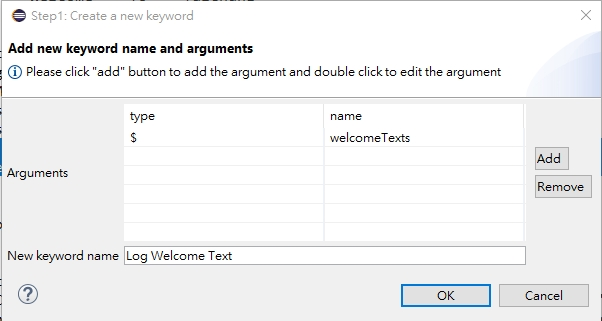 Step1: Create a new keyword
Add new keyword name and arguments
Please click "add" button to add the argument and double click to edit the argument
type name
$ welcomeTexts
Arguments
Add
Remove
New keyword name Log Welcome Text
? OK Cancel